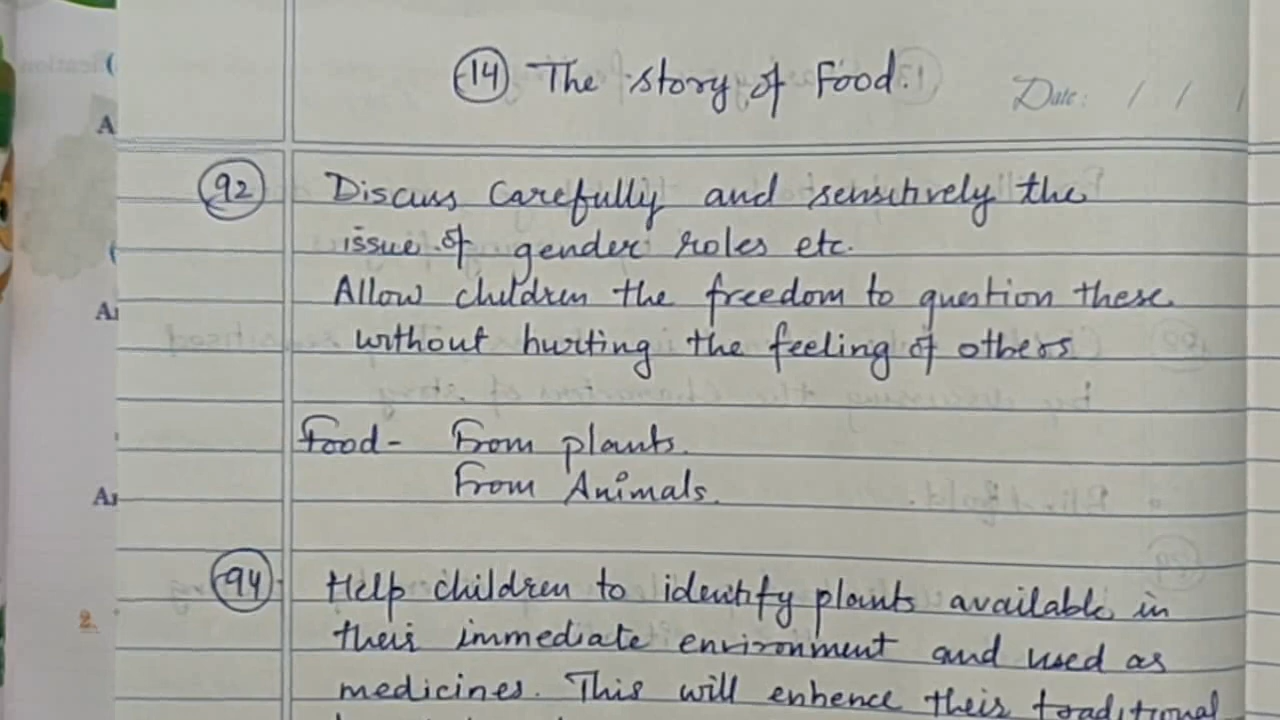 14 The story of Food.
Date: / / /
92 Discuss carefully and sensitively the
issue of gender roles etc.
Allow children the freedom to question these
without hurting the feeling of others
Food- From plants.
From Animals.
94 Help children to identify plants available in
their immediate environment and used as
medicines. This will enhence their traditional
A
2.